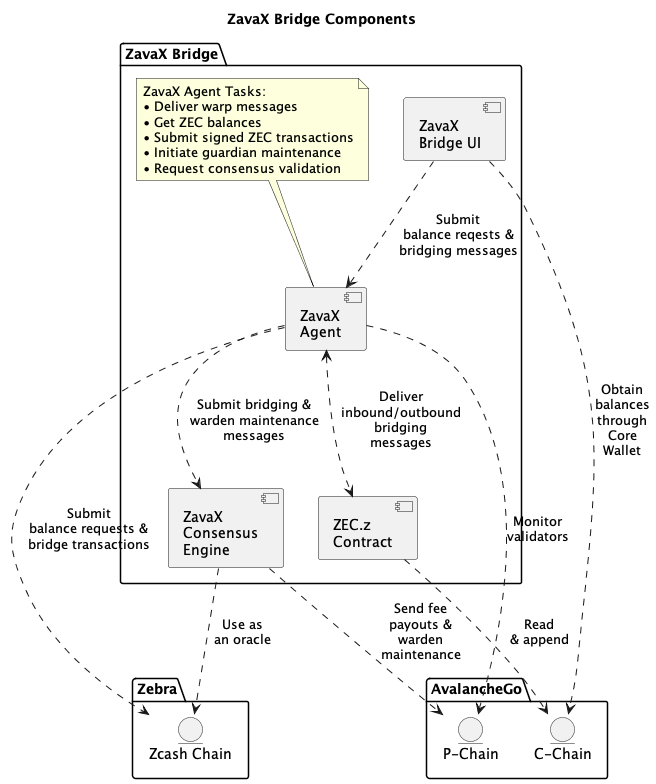 ZavaX Bridge Components
ZavaX Bridge
ZavaX Agent Tasks:
• Deliver warp messages
• Get ZEC balances
• Submit signed ZEC transactions
• Initiate guardian maintenance
• Request consensus validation
ZavaX
Bridge UI
Submit
balance reqests &
bridging messages
ZavaX
Agent
Obtain
balances
through
Core
Wallet
Submit bridging &
warden maintenance
messages
Deliver
inbound/outbound
bridging
messages
Submit
balance requests &
bridge transactions
ZavaX
Consensus
Engine
ZEC.z
Contract
Monitor
validators
Use as
an oracle
Send fee
payouts &
warden
maintenance
Read
& append
Zebra
Zcash Chain
AvalancheGo
P-Chain
C-Chain